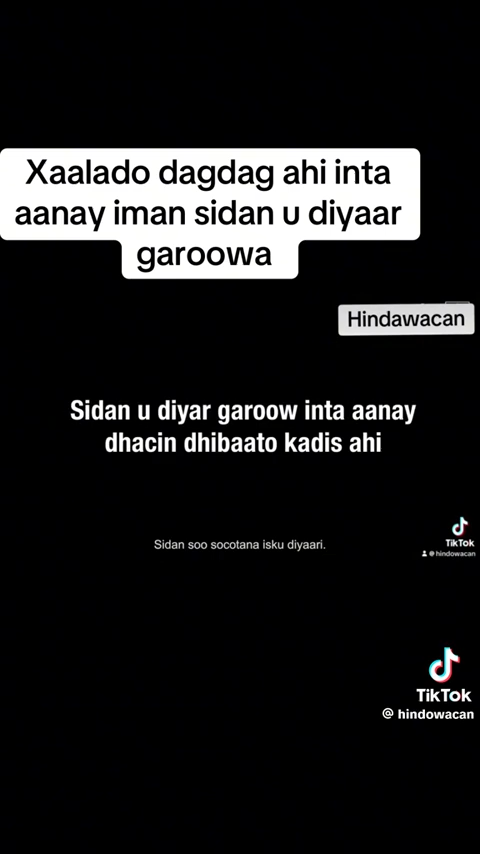 Xaalado dagdag ahi inta
aanay iman sidan u diyaar
garoowa
Hindawacan
Sidan u diyar garoow inta aanay
dhacin dhibaato kadis ahi
Sidan soo socotana isku diyaari.
TikTok
@hindowacan
TikTok
@ hindowacan